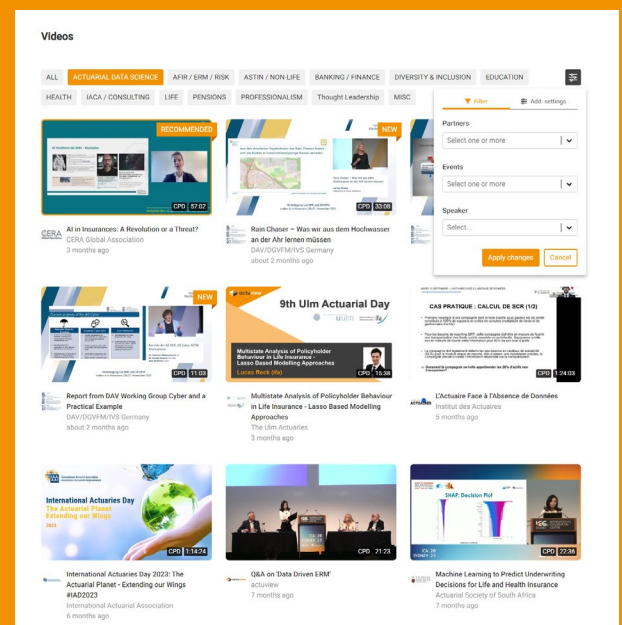 Videos
ALL ACTUARIAL DATA SCIENCE AFIR / ERM / RISK ASTIN / NON-LIFE BANKING / FINANCE DIVERSITY & INCLUSION EDUCATION
HEALTH IACA / CONSULTING LIFE PENSIONS PROFESSIONALISM Thought Leadership MISC
Filter Add. settings
Partners
Select one or more
Events
Select one or more
Speaker
Select...
Apply changes Cancel
RECOMMENDED
CPD 57:02
CERA
AI in Insurances: A Revolution or a Threat?
CERA Global Association
3 months ago
NEW
CPD 33:08
Rain Chaser – Was wir aus dem Hochwasser
an der Ahr lernen müssen
DAV/DGVFM/IVS Germany
about 2 months ago
NEW
CPD 11:03
Report from DAV Working Group Cyber and a
Practical Example
DAV/DGVFM/IVS Germany
about 2 months ago
9th Ulm Actuarial Day
uulm ifa
Multistate Analysis of Policyholder
Behaviour in Life Insurance -
Lasso Based Modelling
Approaches
Lucas Reck (ifa)
CPD 15:38
Multistate Analysis of Policyholder Behaviour
in Life Insurance - Lasso Based Modelling
Approaches
The Ulm Actuaries
3 months ago
CAS PRATIQUE : CALCUL DE SCR (1/2)
CPD 1:24:03
L'Actuaire Face à l'Absence de Données
Institut des Actuaires
5 months ago
International Actuaries Day
The Actuarial Planet
Extending our Wings
2023
CPD 1:14:24
International Actuaries Day 2023: The
Actuarial Planet - Extending our Wings
#IAD2023
International Actuarial Association
6 months ago
CPD 21:23
Q&A on 'Data Driven ERM'
actuview
7 months ago
SHAP: Decision Plot
CPD 22:36
Machine Learning to Predict Underwriting
Decisions for Life and Health Insurance
Actuarial Society of South Africa
7 months ago